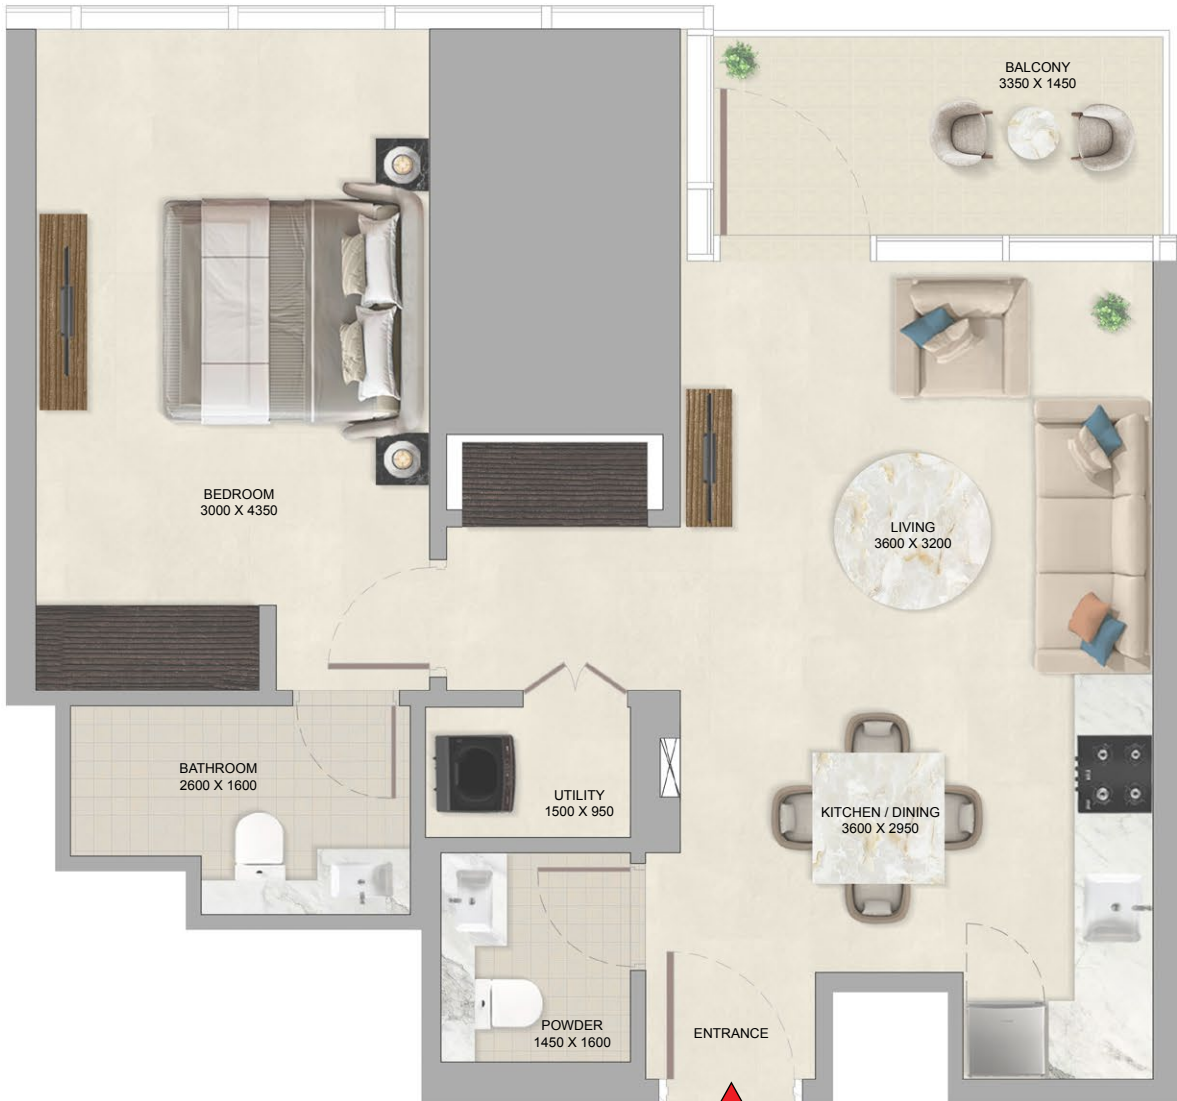 BALCONY
3350 X 1450
BEDROOM
3000 X 4350
LIVING
3600 X 3200
BATHROOM
2600 X 1600
UTILITY
1500 X 950
KITCHEN / DINING
3600 X 2950
POWDER
1450 X 1600
ENTRANCE